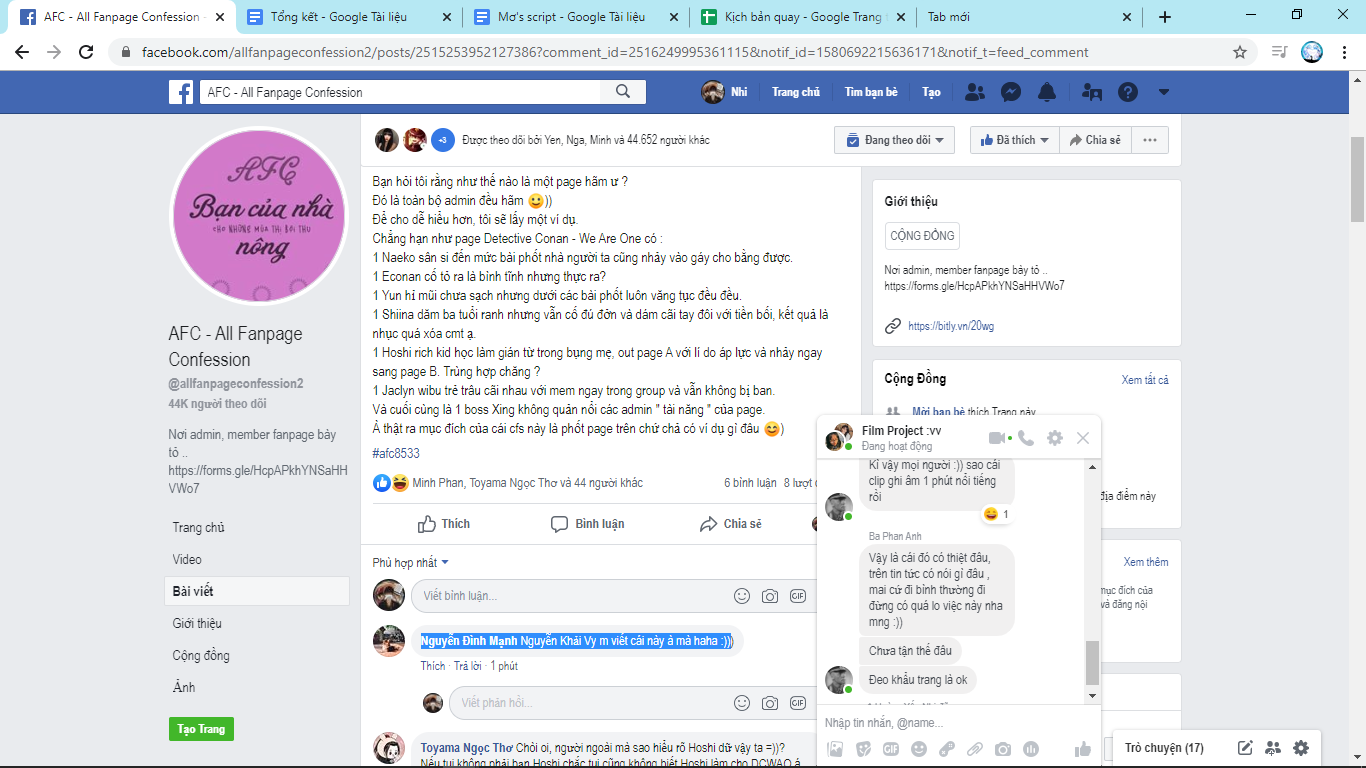 AFC - All Fanpage Confession -
Tổng kết - Google Tài liệu
Mơ's script - Google Tài liệu
Kịch bản quay - Google Trang
Tab mới
facebook.com/allfanpageconfession2/posts/2515253952127386?comment_id=2516249995361115&notif_id=1580692215636171&notif_t=feed_comment
AFC - All Fanpage Confession
Nhi
Trang chủ
Tìm bạn bè
Tạo
+3
Được theo dõi bởi Yen, Nga, Minh và 44.652 người khác
Đang theo dõi
Đã thích
Chia sẻ
AFC
Bạn của nhà
CHO NHỮNG MÙA THỊ BỘI THU
nông
AFC - All Fanpage
Confession
@allfanpageconfession2
44K người theo dõi
Nơi admin, member fanpage bày
tỏ ..
https://forms.gle/HcpAPkhYNSaHH
VWo7
Trang chủ
Video
Bài viết
Giới thiệu
Cộng đồng
Ảnh
Tạo Trang
Bạn hỏi tôi rằng như thế nào là một page hãm ư ?
Đó là toàn bộ admin đều hãm 🙂))
Để cho dễ hiểu hơn, tôi sẽ lấy một ví dụ.
Chẳng hạn như page Detective Conan - We Are One có :
1 Naeko sân si đến mức bài phốt nhà người ta cũng nhảy vào gáy cho bằng được.
1 Econan cố tỏ ra là bình tĩnh nhưng thực ra?
1 Yun hỉ mũi chưa sạch nhưng dưới các bài phốt luôn văng tục đều đều.
1 Shiina dăm ba tuổi ranh nhưng vẫn cố đú đởn và dám cãi tay đôi với tiền bối, kết quả là
nhục quá xóa cmt ạ.
1 Hoshi rich kid học làm gián từ trong bụng mẹ, out page A với lí do áp lực và nhảy ngay
sang page B. Trùng hợp chăng ?
1 Jaclyn wibu trẻ trâu cãi nhau với mem ngay trong group và vẫn không bị ban.
Và cuối cùng là 1 boss Xing không quản nổi các admin " tài năng " của page.
À thật ra mục đích của cái cfs này là phốt page trên chứ chả có ví dụ gì đâu 😊)
#afc8533
Minh Phan, Toyama Ngọc Thơ và 44 người khác
6 bình luận 8 lượt c
Thích
Bình luận
Chia sẻ
Phù hợp nhất
Viết bình luận...
GIF
Nguyễn Đình Mạnh Nguyễn Khải Vy m viết cái này à mà haha :)))
Thích · Trả lời · 1 phút
Viết phản hồi...
GIF
Toyama Ngọc Thơ Chời oi, người ngoài mà sao hiểu rõ Hoshi dữ vậy ta =))?
Nếu tui không phải bạn Hoshi chắc tui cũng không biết Hoshi làm cho DCWAO á
Giới thiệu
CỘNG ĐỒNG
Nơi admin, member fanpage bày tỏ ..
https://forms.gle/HcpAPkhYNSaHHVWo7
https://bitly.vn/20wg
Cộng Đồng
Xem tất cả
Mời bạn bè thích Trang này
địa điểm này
Xem thêm
mục đích của
và đăng nội
Film Project :vv
Đang hoạt động
Kì vậy mọi người :)) sao cái
clip ghi âm 1 phút nổi tiếng
rồi
1
Ba Phan Anh
Vậy là cái đó có thiệt đâu,
trên tin tức có nói gì đâu ,
mai cứ đi bình thường đi
đừng có quá lo việc này nha
mng :))
Chưa tận thế đâu
Đeo khẩu trang là ok
Nhập tin nhắn, @name...
GIF
Trò chuyện (17)